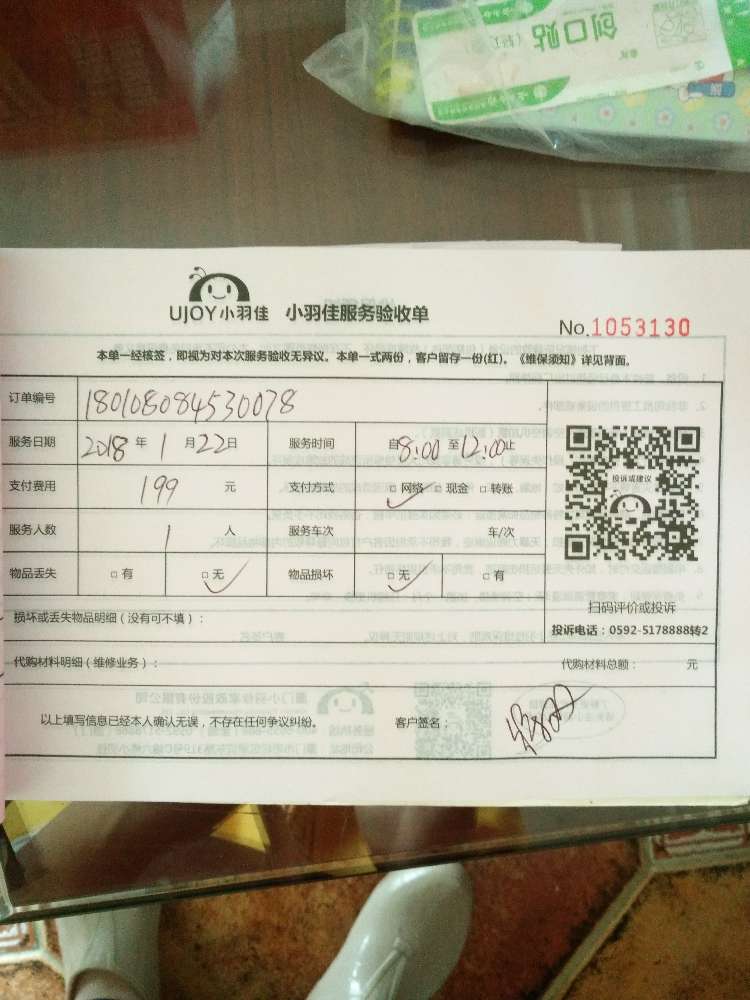 创口贴
UJOY小羽佳 小羽佳服务验收单
No.1053130
本单一经核签，即视为对本次服务验收无异议。本单一式两份，客户留存一份(红)。《维保须知》详见背面。
订单编号 180108084530078
服务日期 2018 年 1 月 22 日 服务时间 自 8:00 至 12:00 止
支付费用 199 元 支付方式 □ 网络 □ 现金 □ 转账
服务人数 1 人 服务车次 车/次
物品丢失 □ 有 □ 无 物品损坏 □ 无 □ 有
投诉或建议
扫码评价或投诉
投诉电话：0592-5178888转2
损坏或丢失物品明细（没有可不填）：
代购材料明细（维修业务）： 代购材料总额： 元
以上填写信息已经本人确认无误，不存在任何争议纠纷。 客户签名：